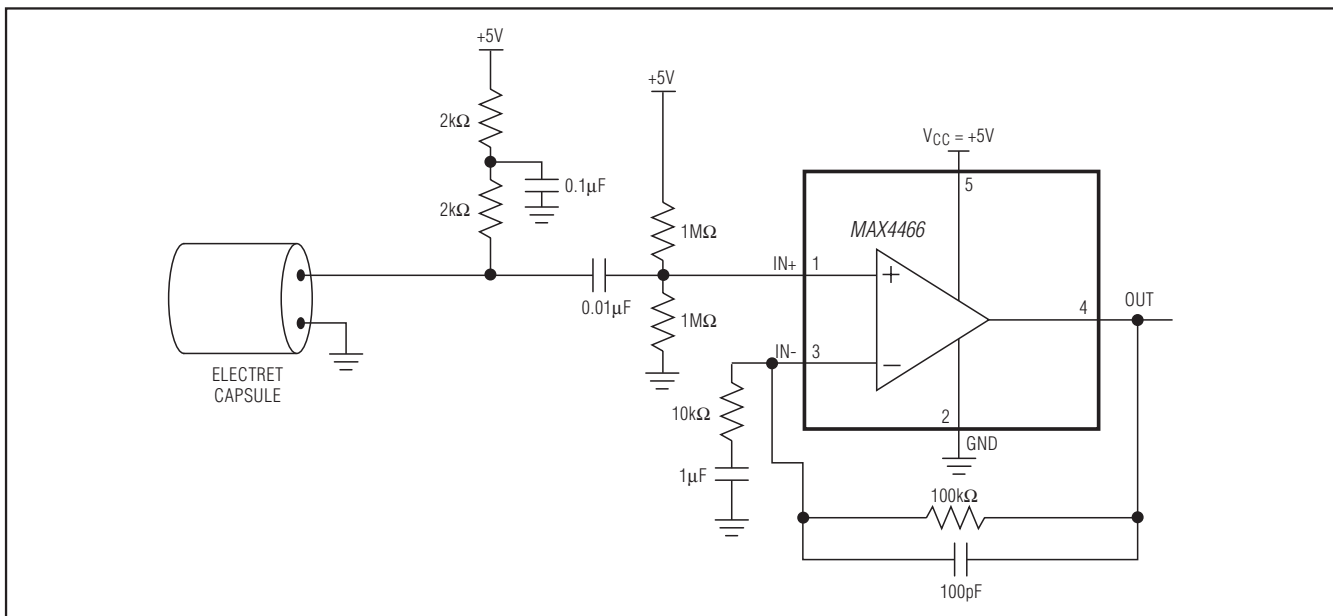 +5V
+5V
2kΩ
VCC = +5V
5
0.1μF
2kΩ
1MΩ
MAX4466
IN+
1
+
OUT
4
0.01μF
1MΩ
IN-
3
−
ELECTRET
CAPSULE
10kΩ
2
GND
1μF
100kΩ
100pF